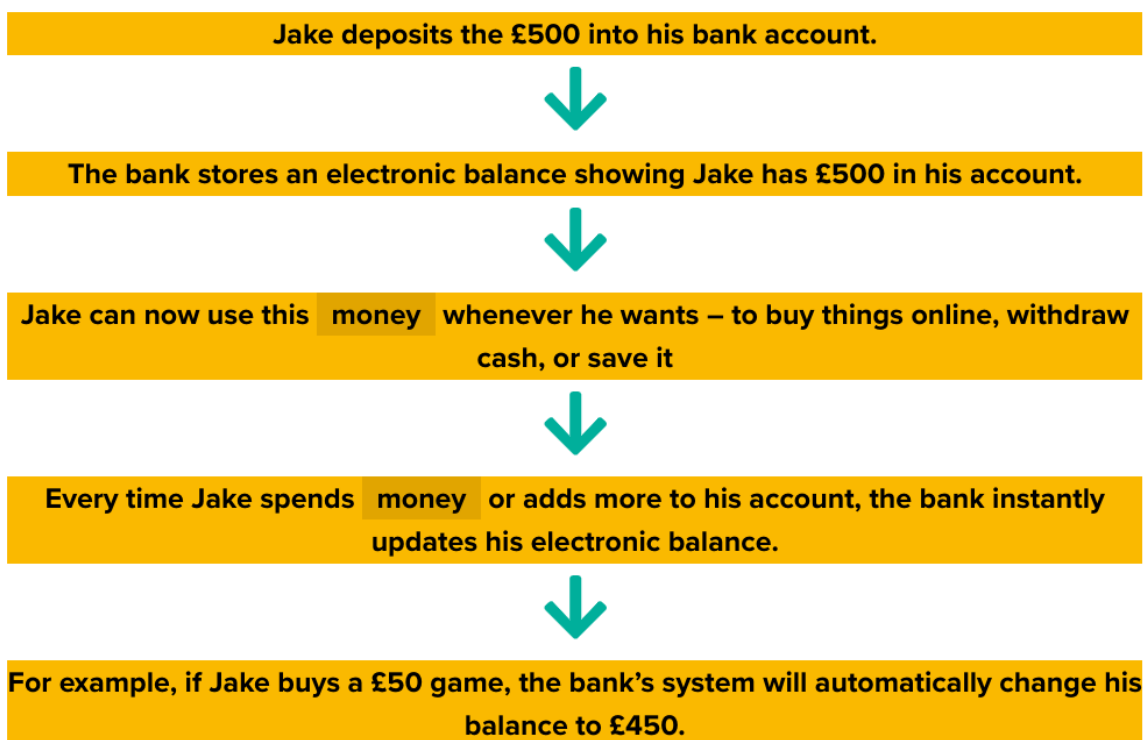 Jake deposits the £500 into his bank account.
The bank stores an electronic balance showing Jake has £500 in his account.
Jake can now use this money whenever he wants – to buy things online, withdraw
cash, or save it
Every time Jake spends money or adds more to his account, the bank instantly
updates his electronic balance.
For example, if Jake buys a £50 game, the bank’s system will automatically change his
balance to £450.